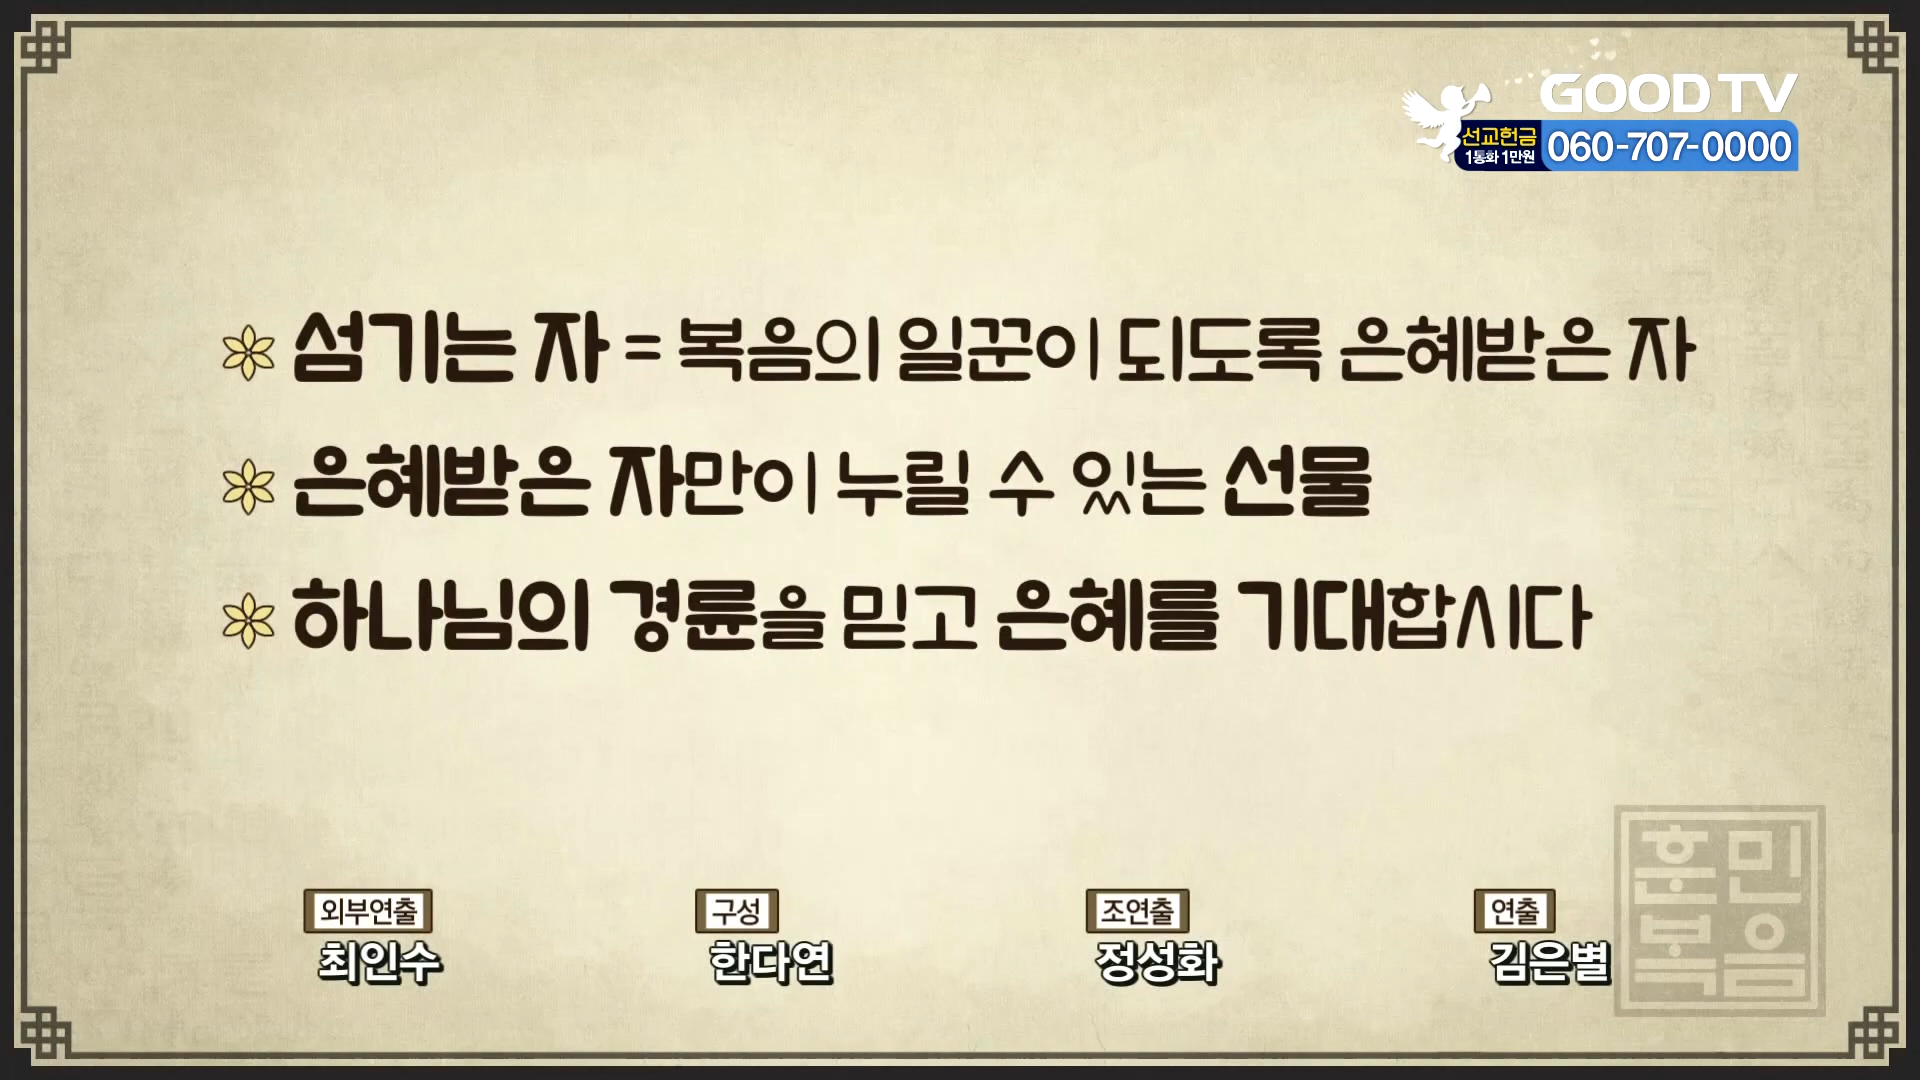 GOOD TV
선교헌금
1통화 1만원
060-707-0000
섬기는 자 = 복음의 일꾼이 되도록 은혜받은 자
은혜받은 자만이 누릴 수 있는 선물
하나님의 경륜을 믿고 은혜를 기대합시다
외부연출
최인수
구성
한다연
조연출
정성화
연출
김은별
훈민
복음